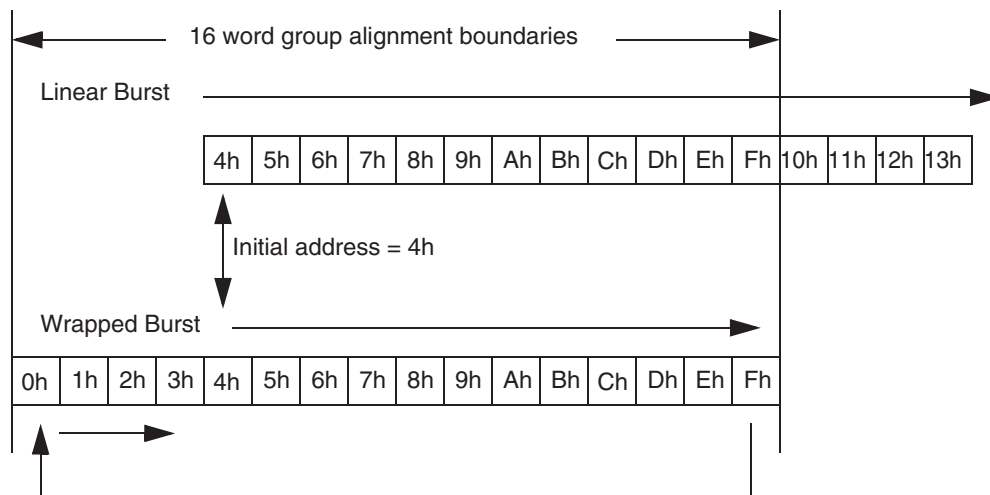 16 word group alignment boundaries
Linear Burst
4h 5h 6h 7h 8h 9h Ah Bh Ch Dh Eh Fh 10h 11h 12h 13h
Initial address = 4h
Wrapped Burst
0h 1h 2h 3h 4h 5h 6h 7h 8h 9h Ah Bh Ch Dh Eh Fh